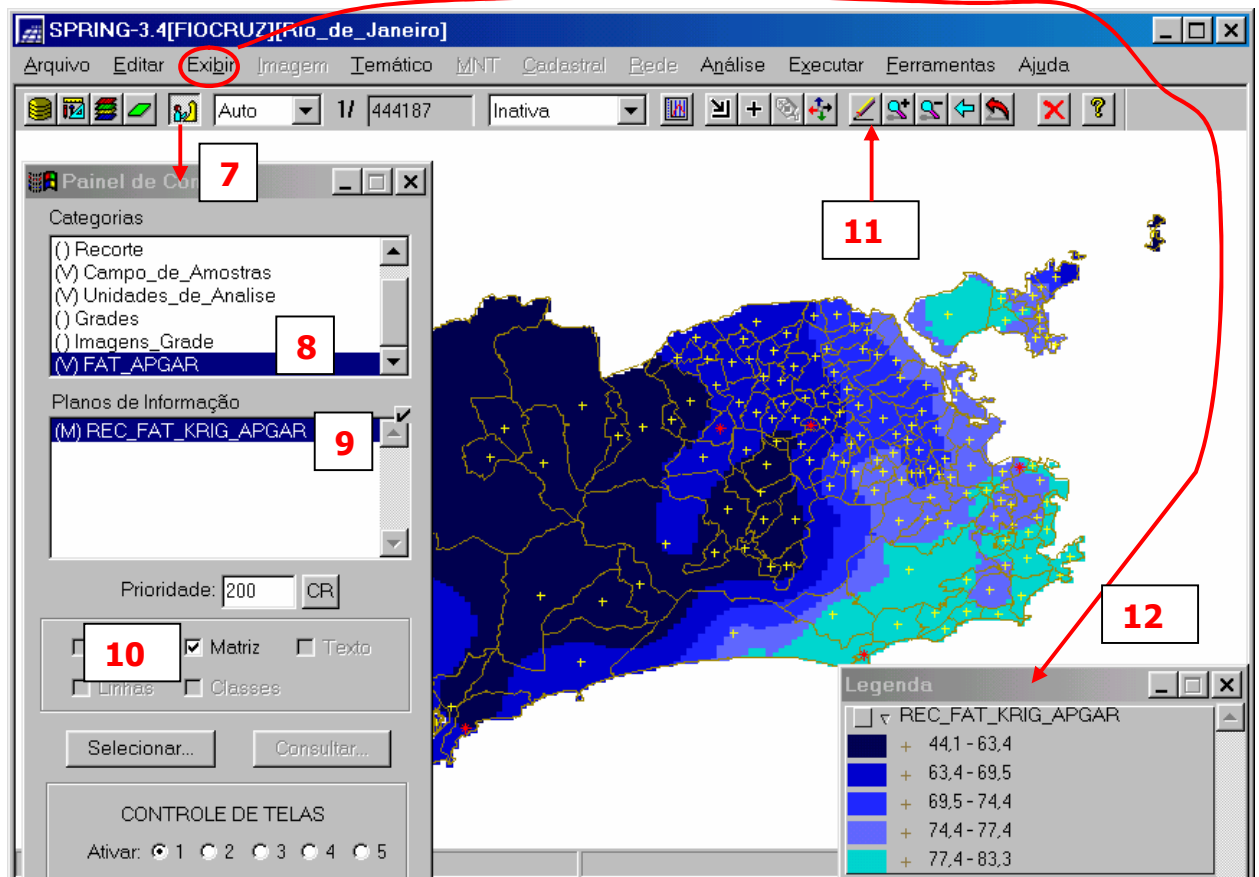 SPRING-3.4[FIOCRUZ][Rio_de_Janeiro]
Arquivo Editar Exibir Imagem Temático MNT Cadastral Rede Análise Executar Ferramentas Ajuda
Auto 1/ 444187 Inativa
7
11
Painel de
Categorias
() Recorte
(V) Campo_de_Amostras
(V) Unidades_de_Analise
() Grades
() Imagens_Grade
(V) FAT_APGAR
8
Planos de Informação
(M) REC_FAT_KRIG_APGAR
9
Prioridade: 200 CR
10
Matriz Texto
Linhas Classes
Selecionar... Consultar...
CONTROLE DE TELAS
Ativar: 1 2 3 4 5
12
Legenda
REC_FAT_KRIG_APGAR
44,1 - 63,4
63,4 - 69,5
69,5 - 74,4
74,4 - 77,4
77,4 - 83,3